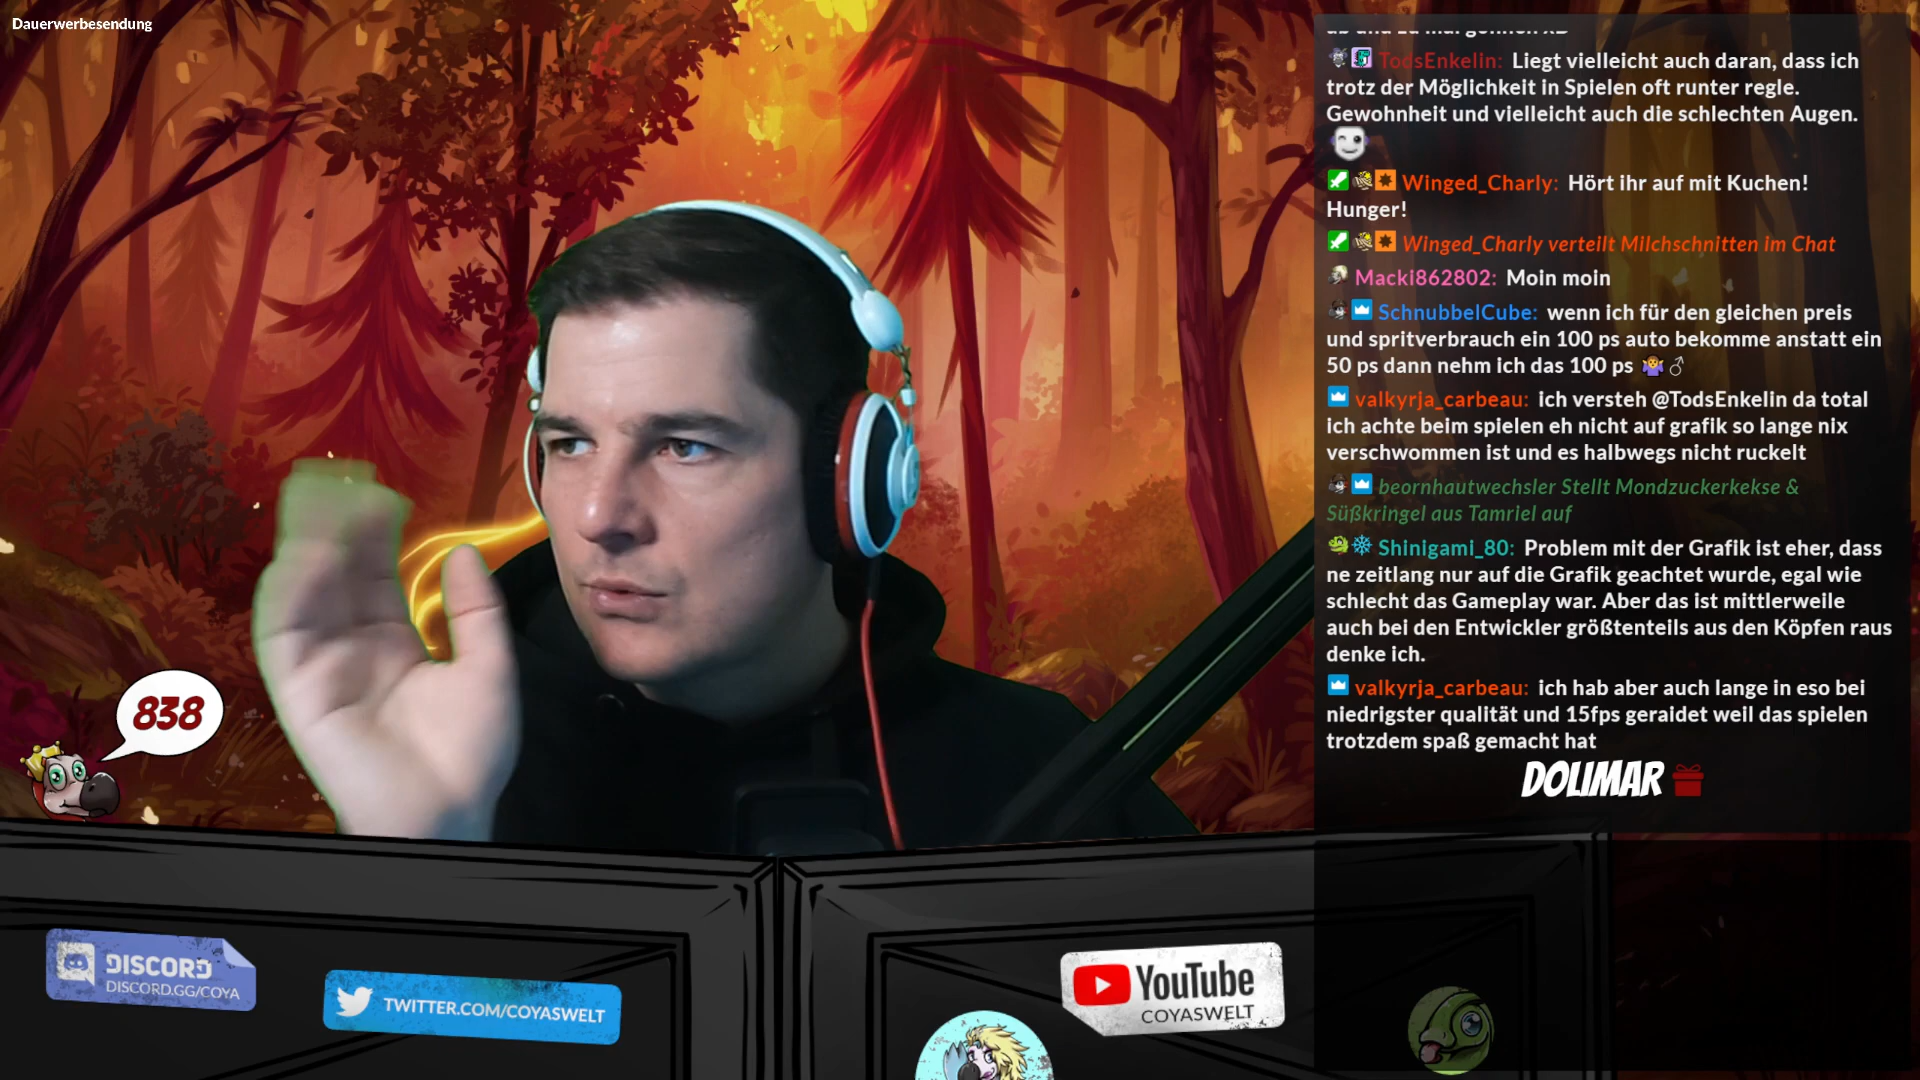 Dauerwerbesendung
TodsEnkelin: Liegt vielleicht auch daran, dass ich
trotz der Möglichkeit in Spielen oft runter regle.
Gewohnheit und vielleicht auch die schlechten Augen.
Winged_Charly: Hört ihr auf mit Kuchen!
Hunger!
Winged_Charly verteilt Milchschnitten im Chat
Macki862802: Moin moin
SchnubbelCube: wenn ich für den gleichen preis
und spritverbrauch ein 100 ps auto bekomme anstatt ein
50 ps dann nehm ich das 100 ps 🤷♂
valkyrja_carbeau: ich versteh @TodsEnkelin da total
ich achte beim spielen eh nicht auf grafik so lange nix
verschwommen ist und es halbwegs nicht ruckelt
beornhautwechsler Stellt Mondzuckerkekse &
Süßkringel aus Tamriel auf
Shinigami_80: Problem mit der Grafik ist eher, dass
ne zeitlang nur auf die Grafik geachtet wurde, egal wie
schlecht das Gameplay war. Aber das ist mittlerweile
auch bei den Entwickler größtenteils aus den Köpfen raus
denke ich.
valkyrja_carbeau: ich hab aber auch lange in eso bei
niedrigster qualität und 15fps geraidet weil das spielen
trotzdem spaß gemacht hat
DOLIMAR
838
DISCORD
DISCORD.GG/COYA
TWITTER.COM/COYASWELT
YouTube
COYASWELT